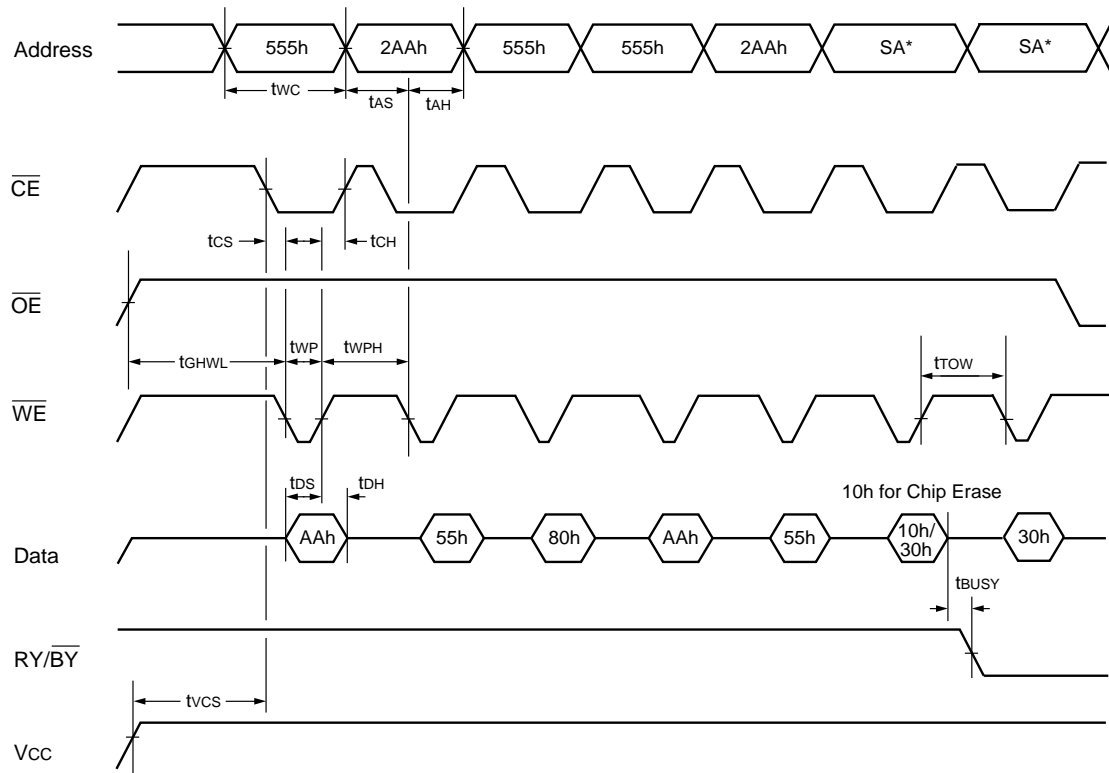 Address 555h 2AAh 555h 555h 2AAh SA* SA*
tWC tAS tAH
CE
tCS tCH
OE
tGHWL tWP tWPH tTOW
WE
tDS tDH 10h for Chip Erase
Data AAh 55h 80h AAh 55h 10h/ 30h
30h
tBUSY
RY/BY
tVCS
VCC